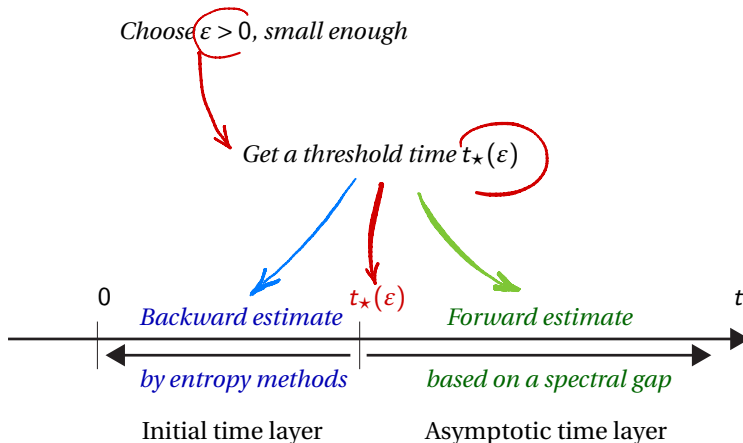 Choose ε > 0, small enough
Get a threshold time t⋆(ε)
0
t⋆(ε)
t
Backward estimate
Forward estimate
by entropy methods
based on a spectral gap
Initial time layer
Asymptotic time layer